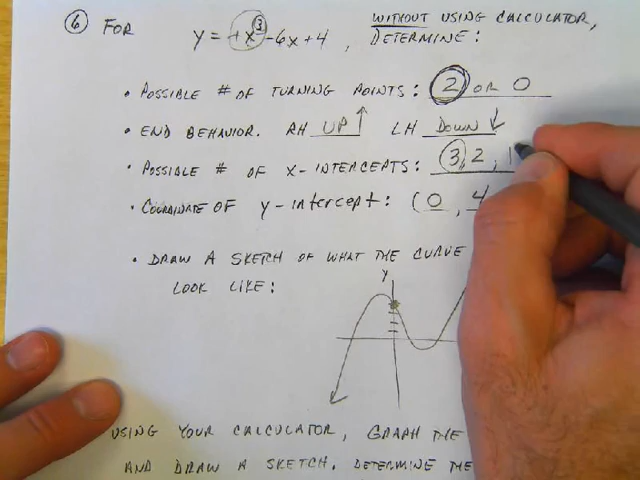 ⑥ FOR y = +x³ - 6x + 4, WITHOUT USING CALCULATOR,
DETERMINE:
• POSSIBLE # OF TURNING POINTS: 2 OR 0
• END BEHAVIOR. RH UP ↑ LH DOWN ↓
• POSSIBLE # OF X-INTERCEPTS: 3, 2, 1
• COORDINATE OF y-intercept: (0, 4
• DRAW A SKETCH OF WHAT THE CURVE
LOOK LIKE:
y
USING YOUR CALCULATOR, GRAPH THE
AND DRAW A SKETCH. DETERMINE THE